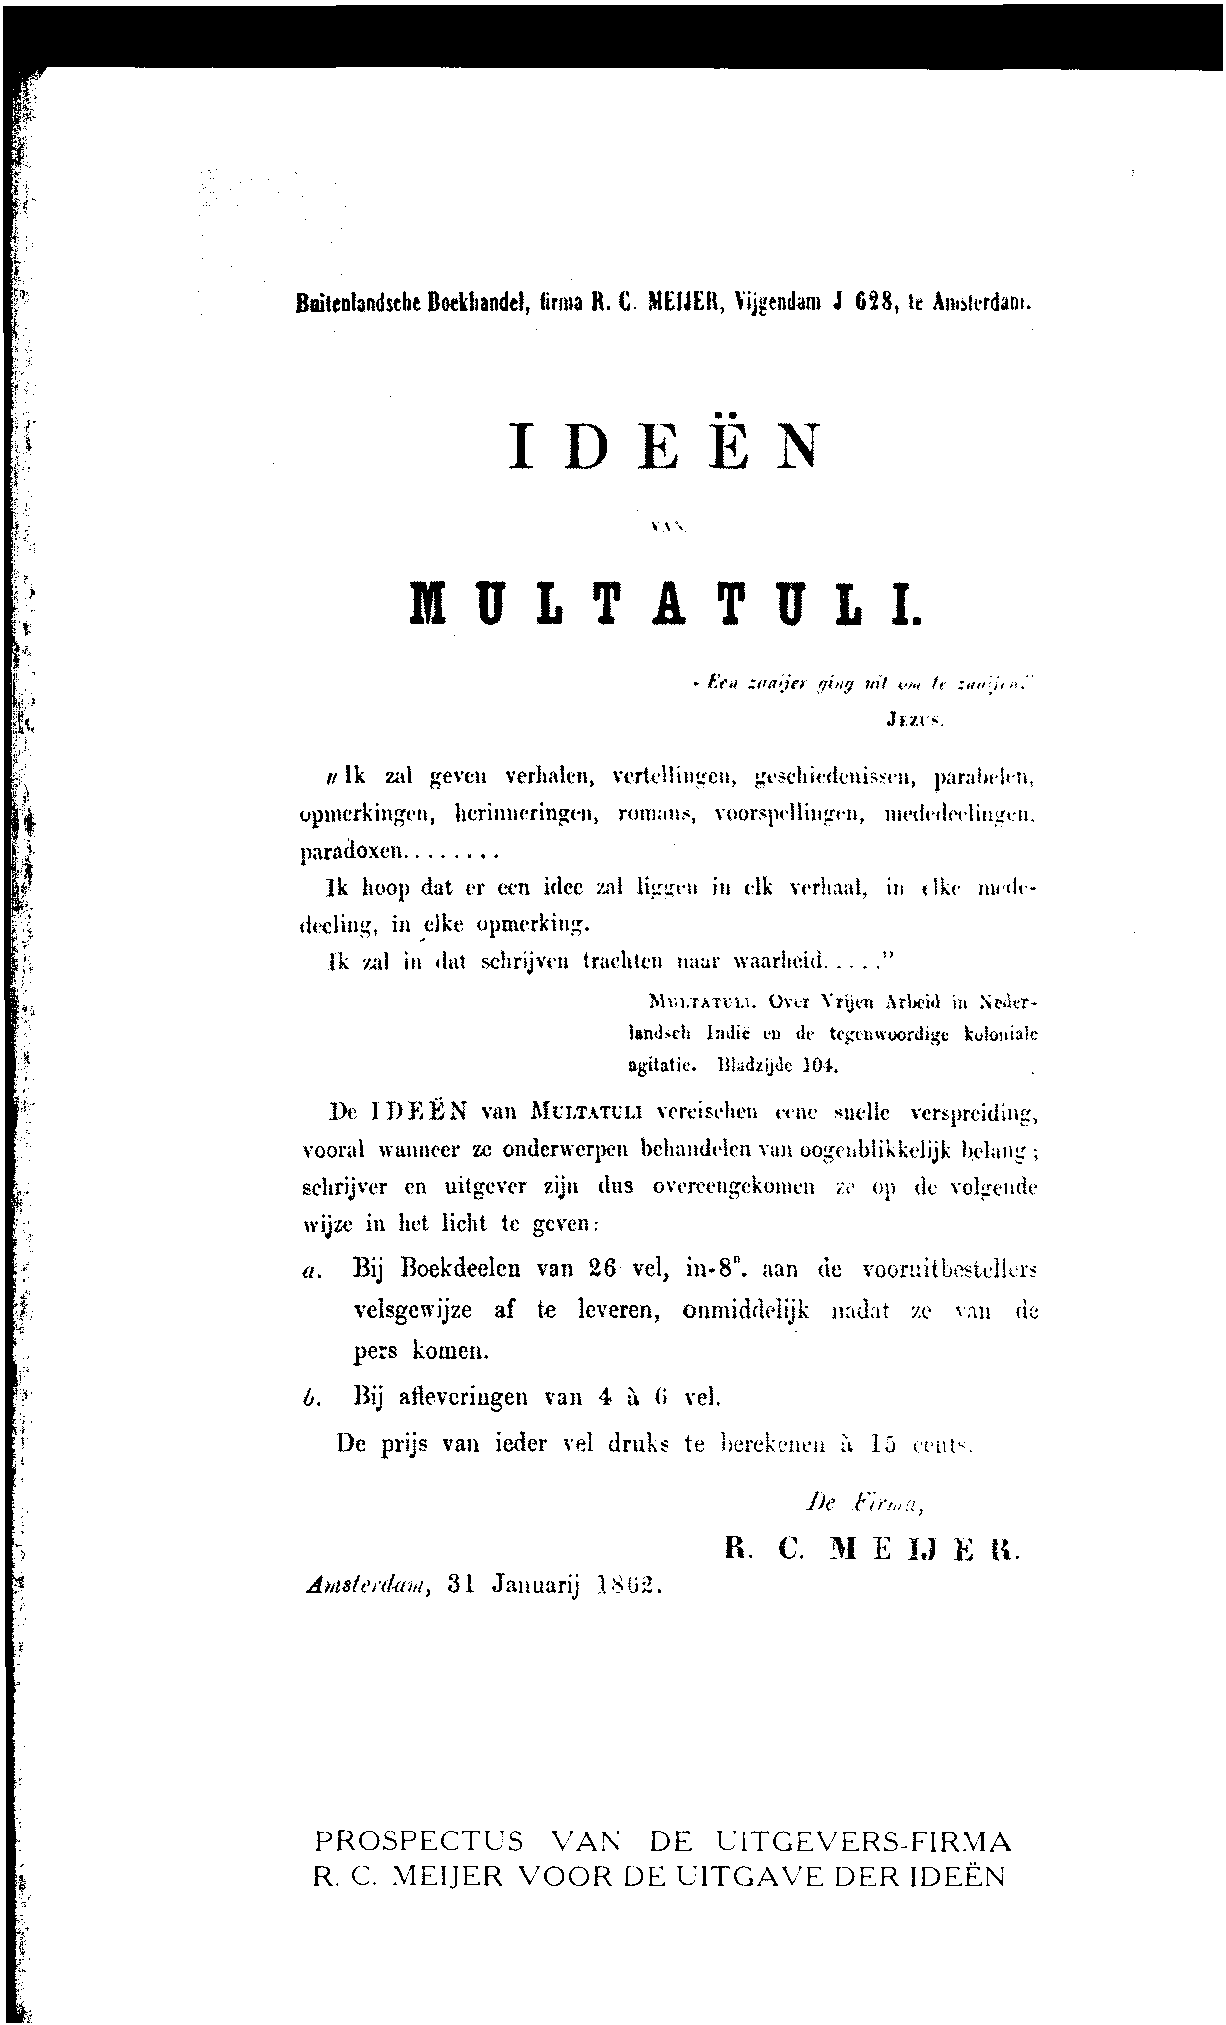 Buitenlandsche Boekhandel, firma R. C. MEIJER, Vijgendam J 628, te Amsterdam.
IDEËN
VAN
MULTATULI.
„Een zaaijer ging uit om te zaaijen."
JEZUS.
„Ik zal geven verhalen, vertellingen, geschiedenissen, parabelen,
opmerkingen, herinneringen, romans, voorspellingen, mededeelingen,
paradoxen........
Ik hoop dat er een idee zal liggen in elk verhaal, in elke mede-
deeling, in elke opmerking.
Ik zal in dat schrijven trachten naar waarheid....."
MULTATULI. Over Vrijen Arbeid in Neder-
landsch Indië en de tegenwoordige koloniale
agitatie. Bladzijde 104.
De IDEËN van MULTATULI vereischen eene snelle verspreiding,
vooral wanneer ze onderwerpen behandelen van oogenblikkelijk belang;
schrijver en uitgever zijn dus overeengekomen ze op de volgende
wijze in het licht te geven:
a. Bij Boekdeelen van 26 vel, in-8º. aan de vooruitbestellers
velsgewijze af te leveren, onmiddelijk nadat ze van de
pers komen.
b. Bij afleveringen van 4 à 6 vel.
De prijs van ieder vel druks te berekenen à 15 cents.
De Firma,
R. C. MEIJER.
Amsterdam, 31 Januarij 1862.
PROSPECTUS VAN DE UITGEVERS-FIRMA
R. C. MEIJER VOOR DE UITGAVE DER IDEËN